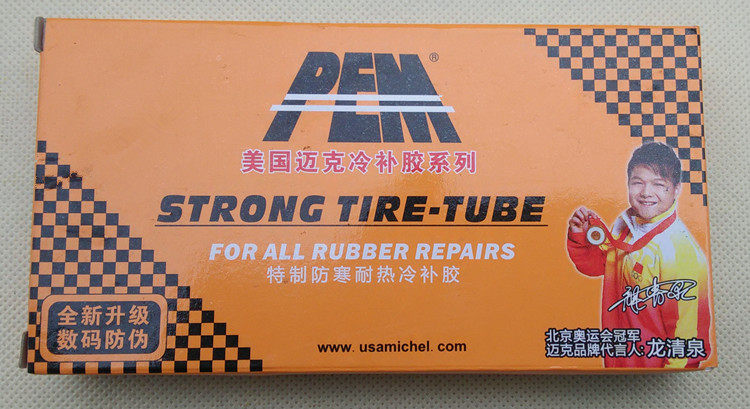 PEM®
美国迈克冷补胶系列
STRONG TIRE-TUBE
FOR ALL RUBBER REPAIRS
特制防寒耐热冷补胶
全新升级
数码防伪
www.usamichel.com
北京奥运会冠军
迈克品牌代言人:龙清泉